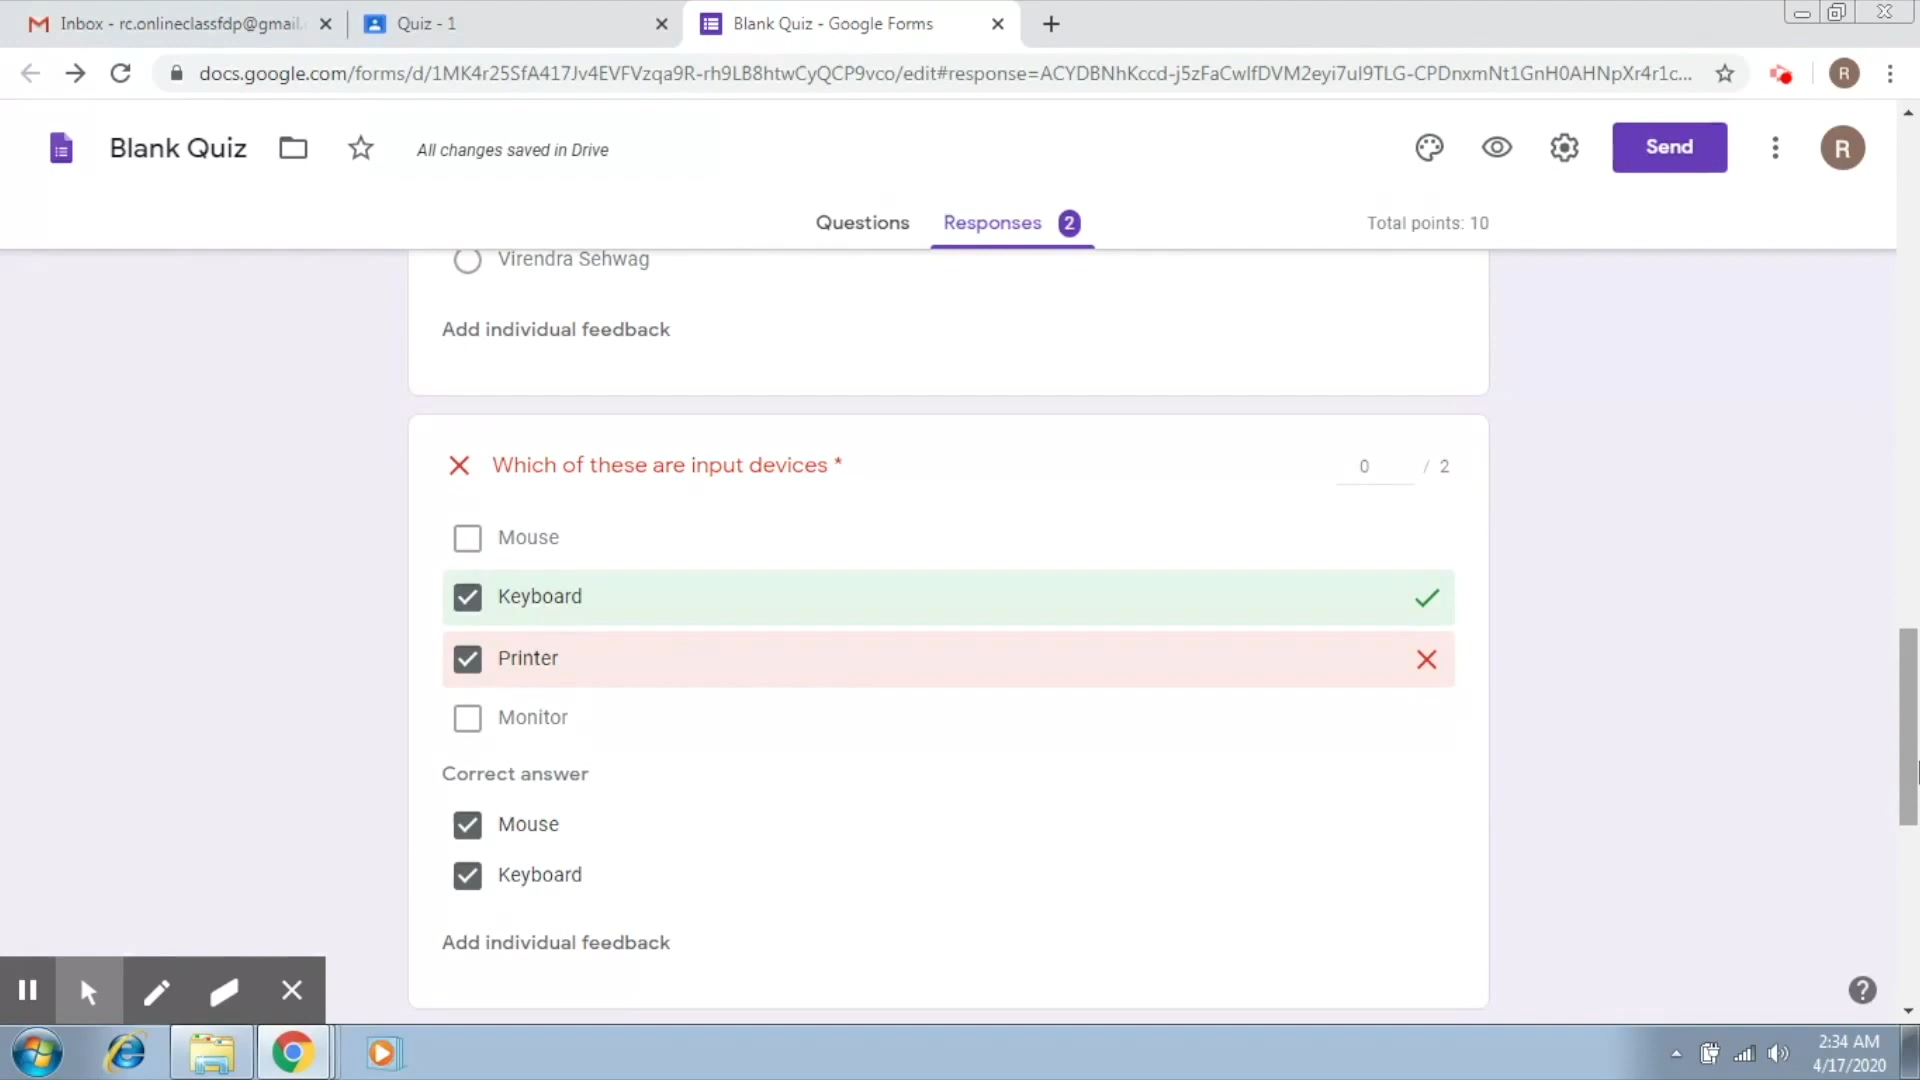 Inbox - rc.onlineclassfdp@gmail.
Quiz - 1
Blank Quiz - Google Forms
docs.google.com/forms/d/1MK4r25SfA417Jv4EVFVzqa9R-rh9LB8htwCyQCP9vco/edit#response=ACYDBNhKccd-j5zFaCwlfDVM2eyi7ul9TLG-CPDnxmNt1GnH0AHNpXr4r1c...
R
Blank Quiz
All changes saved in Drive
Send
R
Questions
Responses 2
Total points: 10
Virendra Sehwag
Add individual feedback
Which of these are input devices *
0 / 2
Mouse
Keyboard
Printer
Monitor
Correct answer
Mouse
Keyboard
Add individual feedback
2:34 AM
4/17/2020